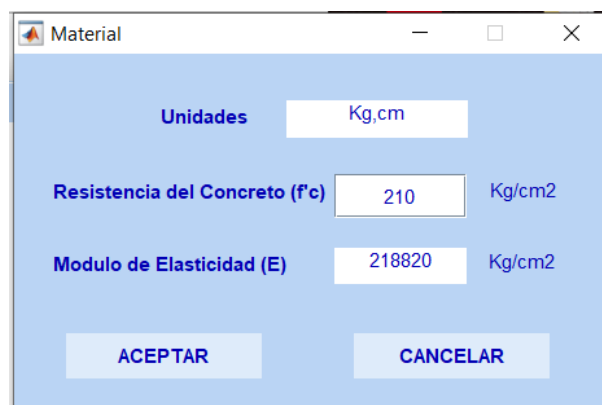 Material
Unidades Kg,cm
Resistencia del Concreto (f'c) 210 Kg/cm2
Modulo de Elasticidad (E) 218820 Kg/cm2
ACEPTAR CANCELAR